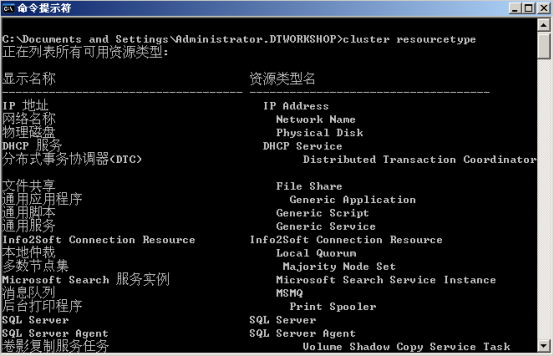 命令提示符
C:\Documents and Settings\Administrator.DTWORKSHOP>cluster resourcetype
正在列表所有可用资源类型:
显示名称 资源类型名
----------------------------------- -----------------------------------
IP 地址 IP Address
网络名称 Network Name
物理磁盘 Physical Disk
DHCP 服务 DHCP Service
分布式事务协调器(DTC) Distributed Transaction Coordinator
文件共享 File Share
通用应用程序 Generic Application
通用脚本 Generic Script
通用服务 Generic Service
Info2Soft Connection Resource Info2Soft Connection Resource
本地仲裁 Local Quorum
多数节点集 Majority Node Set
Microsoft Search 服务实例 Microsoft Search Service Instance
消息队列 MSMQ
后台打印程序 Print Spooler
SQL Server SQL Server
SQL Server Agent SQL Server Agent
卷影复制服务任务 Volume Shadow Copy Service Task